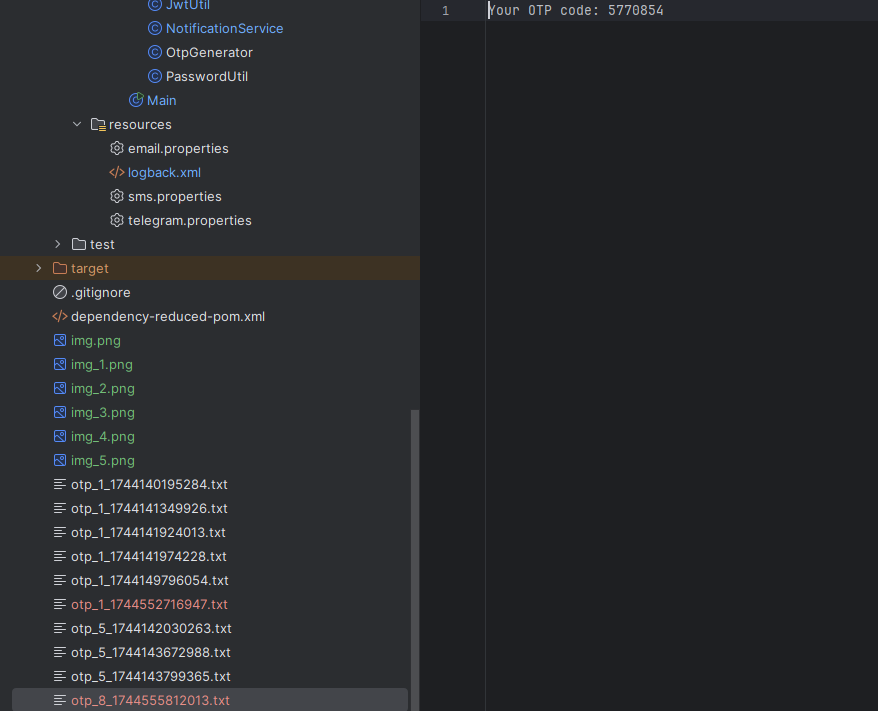 JwtUtil
NotificationService
OtpGenerator
PasswordUtil
Main
resources
email.properties
logback.xml
sms.properties
telegram.properties
test
target
.gitignore
dependency-reduced-pom.xml
img.png
img_1.png
img_2.png
img_3.png
img_4.png
img_5.png
otp_1_1744140195284.txt
otp_1_1744141349926.txt
otp_1_1744141924013.txt
otp_1_1744141974228.txt
otp_1_1744149796054.txt
otp_1_1744552716947.txt
otp_5_1744142030263.txt
otp_5_1744143672988.txt
otp_5_1744143799365.txt
otp_8_1744555812013.txt
1 Your OTP code: 5770854